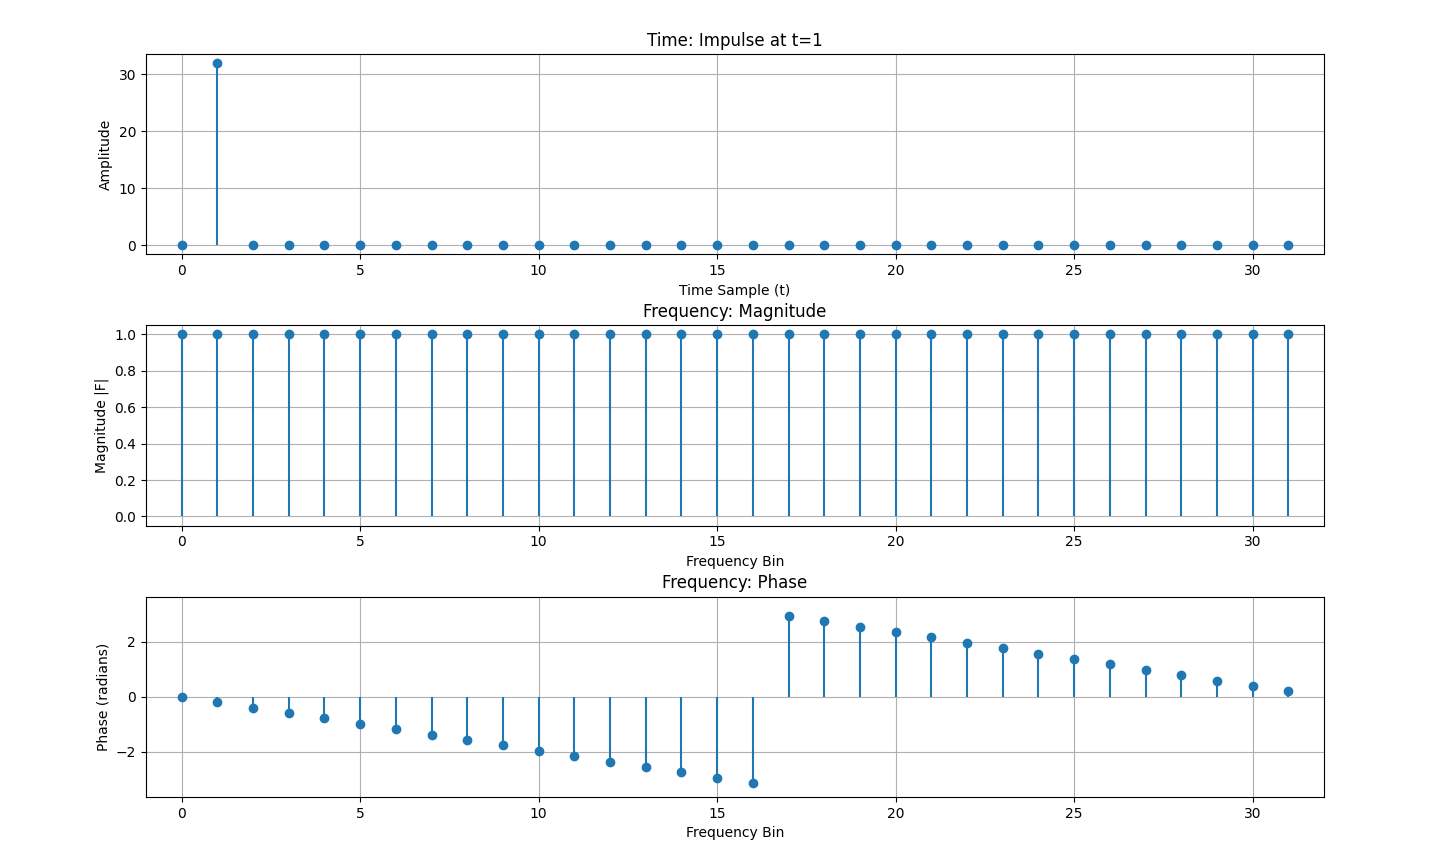 Time: Impulse at t=1
30
20
10
0
Amplitude
0 5 10 15 20 25 30
Time Sample (t)
Frequency: Magnitude
1.0
0.8
0.6
0.4
0.2
0.0
Magnitude |F|
0 5 10 15 20 25 30
Frequency Bin
Frequency: Phase
2
0
−2
Phase (radians)
0 5 10 15 20 25 30
Frequency Bin